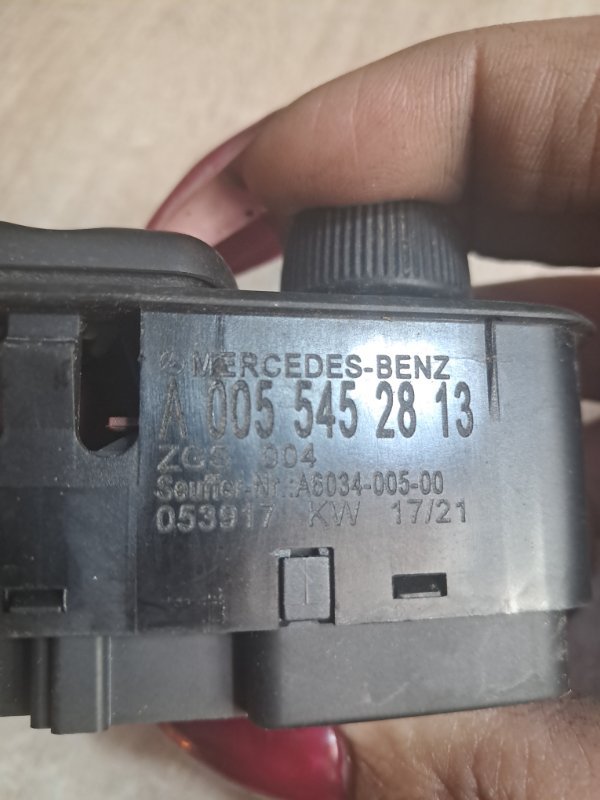 MERCEDES-BENZ
A 005 545 28 13
ZGS 004
Seuffer-Nr.:A6034-005-00
053917 KW 17/21